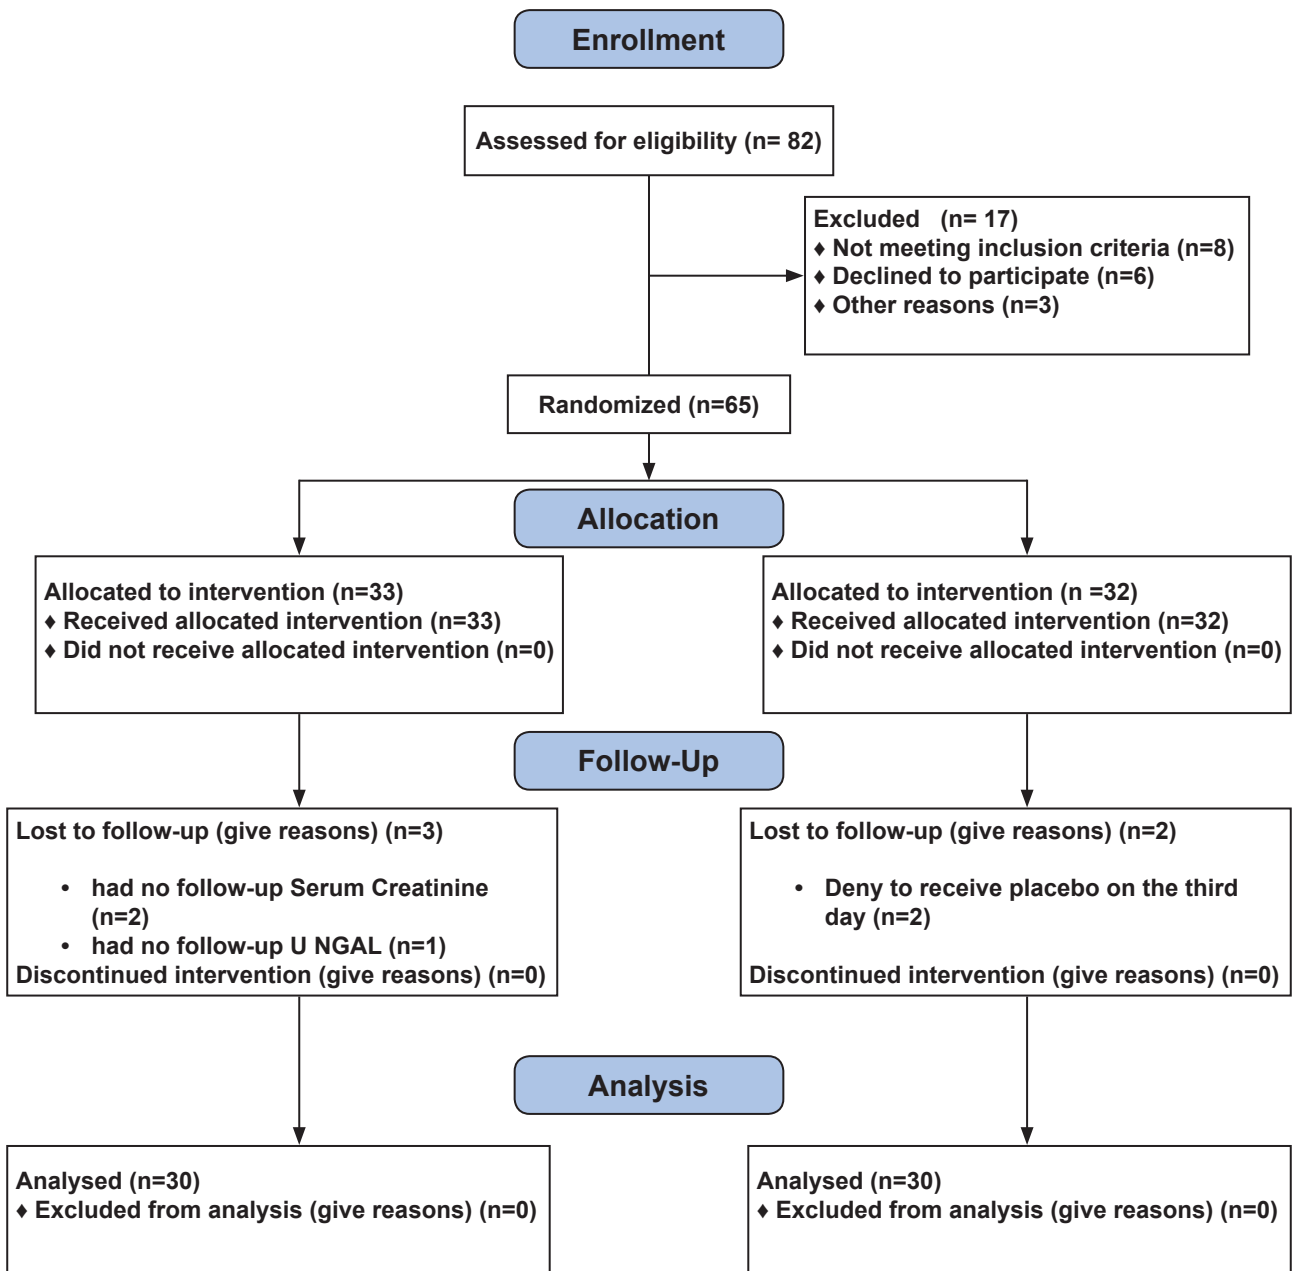 Enrollment
Assessed for eligibility (n= 82)
Excluded (n= 17)
♦ Not meeting inclusion criteria (n=8)
♦ Declined to participate (n=6)
♦ Other reasons (n=3)
Randomized (n=65)
Allocation
Allocated to intervention (n=33)
♦ Received allocated intervention (n=33)
♦ Did not receive allocated intervention (n=0)
Allocated to intervention (n =32)
♦ Received allocated intervention (n=32)
♦ Did not receive allocated intervention (n=0)
Follow-Up
Lost to follow-up (give reasons) (n=3)
• had no follow-up Serum Creatinine
(n=2)
• had no follow-up U NGAL (n=1)
Discontinued intervention (give reasons) (n=0)
Lost to follow-up (give reasons) (n=2)
• Deny to receive placebo on the third
day (n=2)
Discontinued intervention (give reasons) (n=0)
Analysis
Analysed (n=30)
♦ Excluded from analysis (give reasons) (n=0)
Analysed (n=30)
♦ Excluded from analysis (give reasons) (n=0)